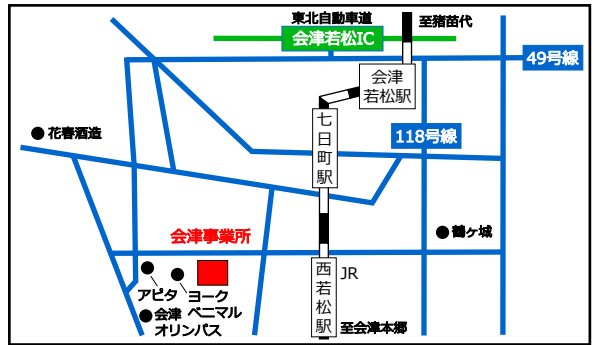 東北自動車道
至猪苗代
会津若松IC
49号線
会津
若松駅
七日町駅
118号線
花春酒造
会津事業所
鶴ヶ城
西若松駅
JR
アピタ
ヨーク
ベニマル
会津
オリンパス
至会津本郷